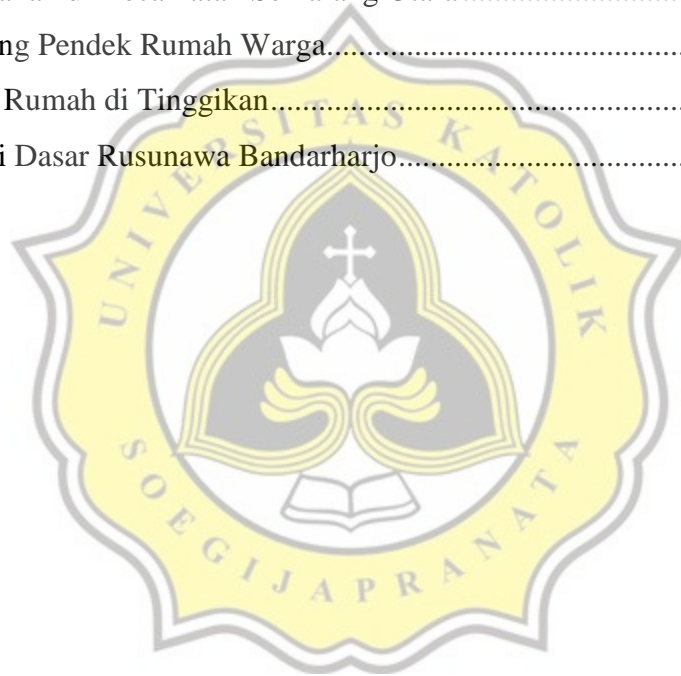 ng Pendek Rumah Warga........................................
Rumah di Tinggikan..............................................
i Dasar Rusunawa Bandarharjo................................
UNIVERSITAS KATOLIK
SOEGIJAPRANATA